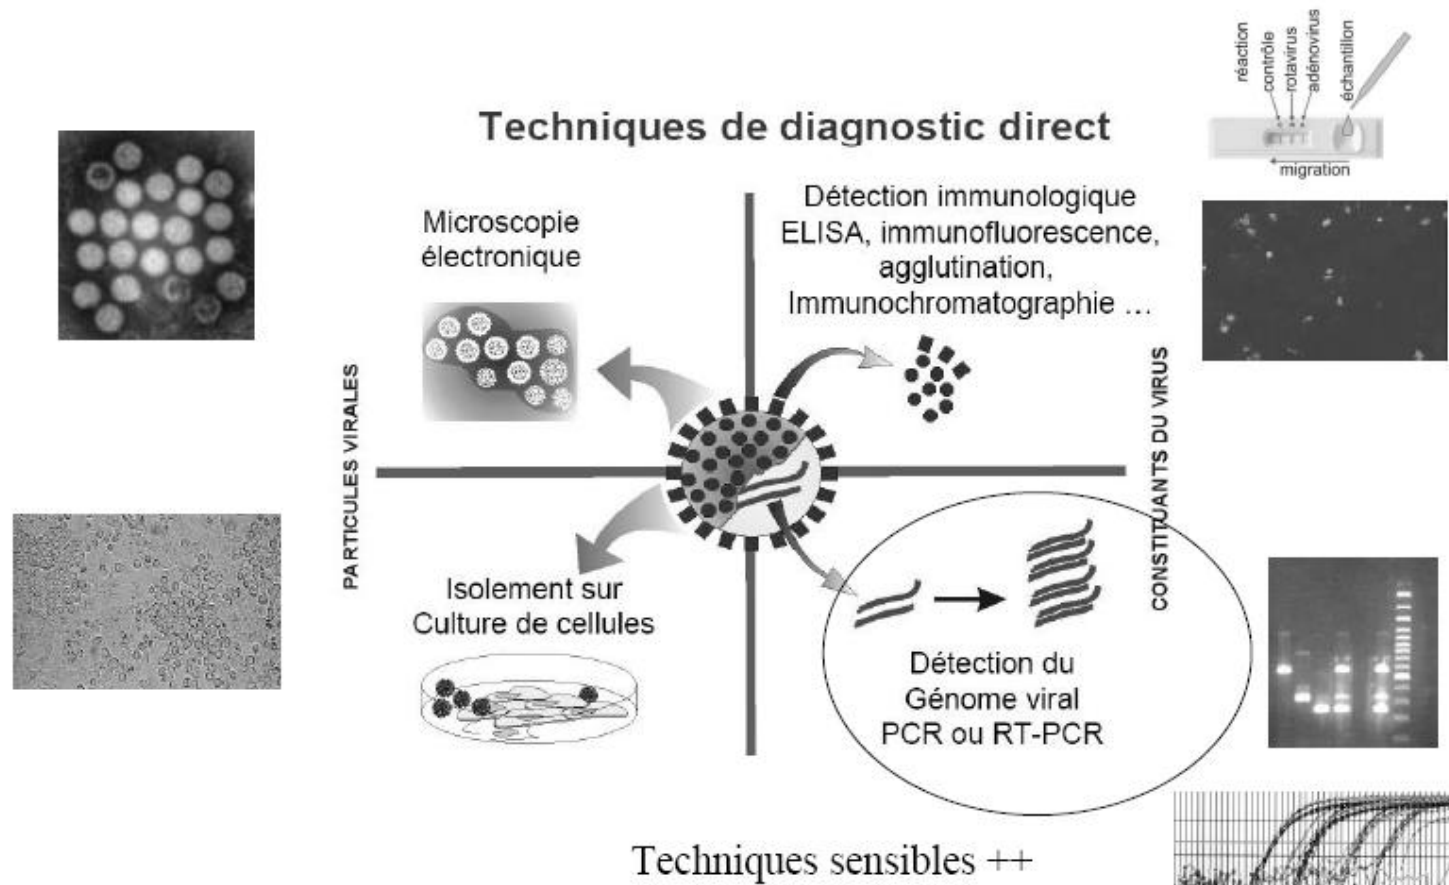 réaction
contrôle
rotavirus
adénovirus
échantillon
migration
Techniques de diagnostic direct
Microscopie
électronique
Détection immunologique
ELISA, immunofluorescence,
agglutination,
Immunochromatographie ...
PARTICULES VIRALES
CONSTITUANTS DU VIRUS
Isolement sur
Culture de cellules
Détection du
Génome viral
PCR ou RT-PCR
Techniques sensibles ++